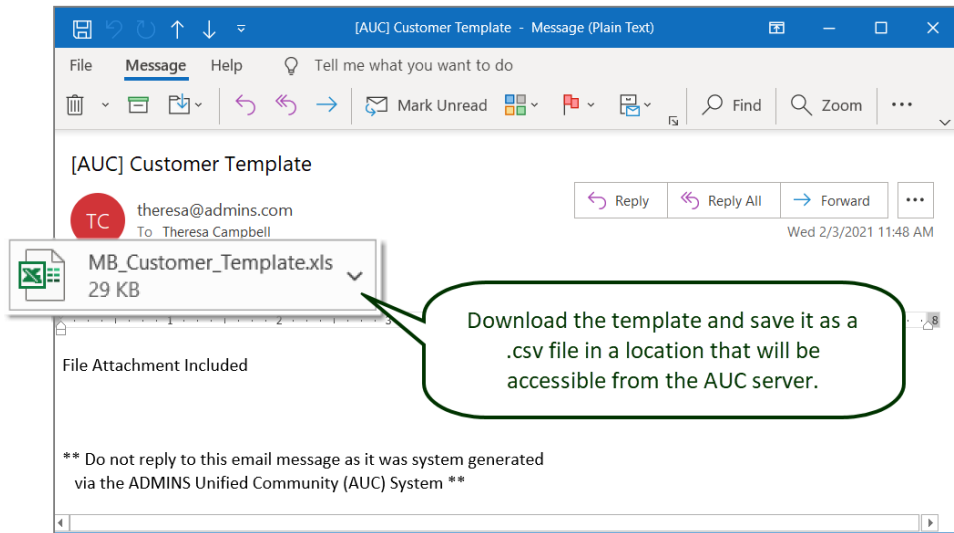 [AUC] Customer Template - Message (Plain Text)
File Message Help Tell me what you want to do
Mark Unread Find Zoom
[AUC] Customer Template
TC
theresa@admins.com
To Theresa Campbell
Reply Reply All Forward
Wed 2/3/2021 11:48 AM
MB_Customer_Template.xls
29 KB
1 2 3 8
Download the template and save it as a
.csv file in a location that will be
accessible from the AUC server.
File Attachment Included
** Do not reply to this email message as it was system generated
via the ADMINS Unified Community (AUC) System **